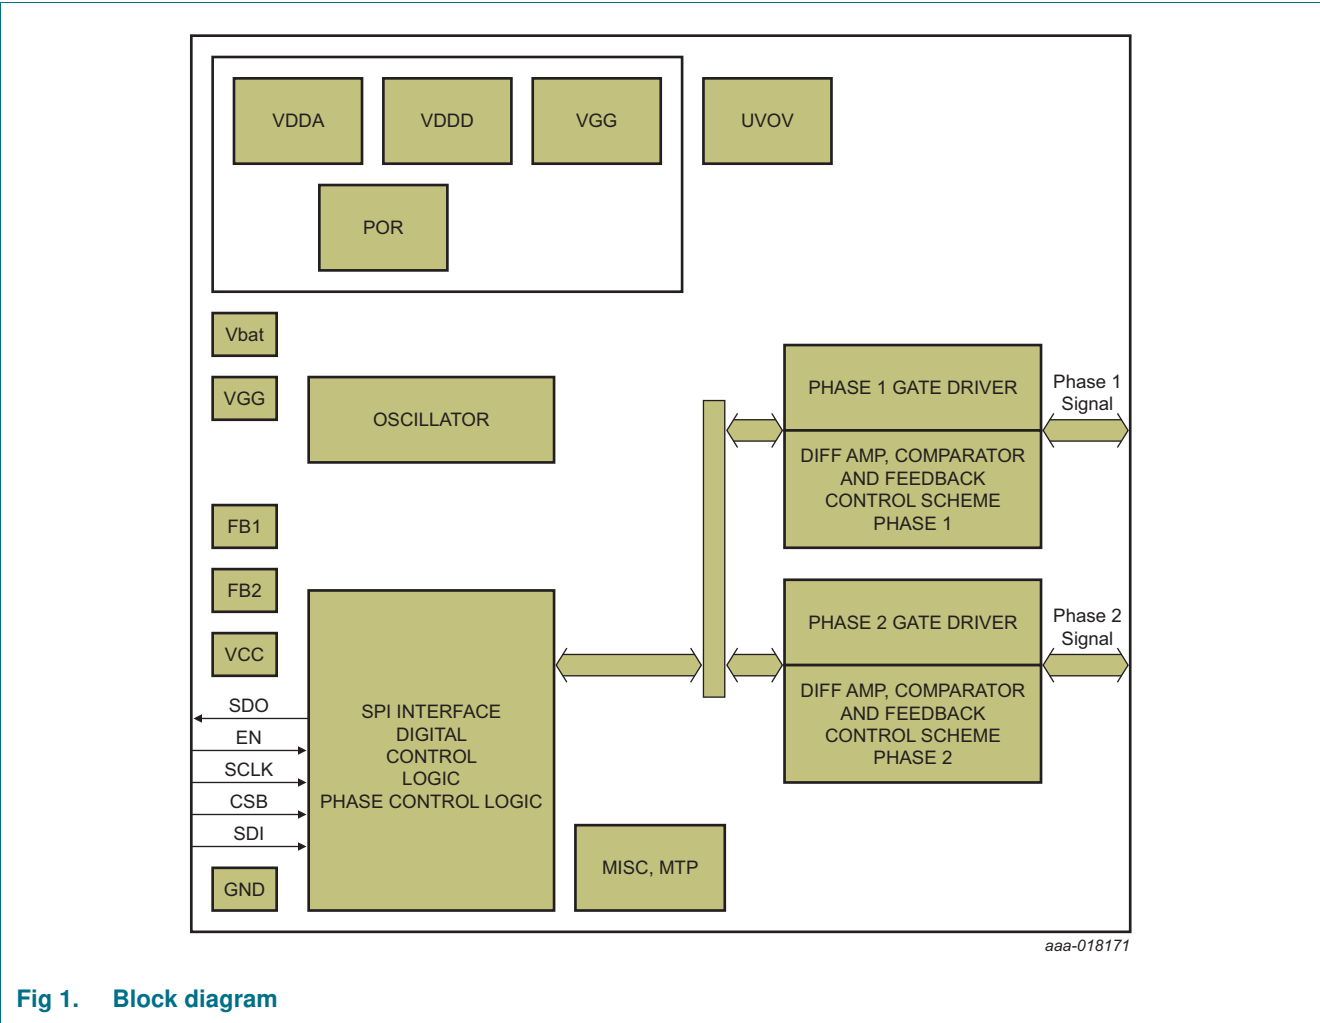 VDDA
VDDD
VGG
UVOV
POR
Vbat
VGG
OSCILLATOR
FB1
FB2
VCC
SDO
EN
SCLK
CSB
SDI
GND
SPI INTERFACE
DIGITAL
CONTROL
LOGIC
PHASE CONTROL LOGIC
MISC, MTP
PHASE 1 GATE DRIVER
DIFF AMP, COMPARATOR
AND FEEDBACK
CONTROL SCHEME
PHASE 1
Phase 1
Signal
PHASE 2 GATE DRIVER
DIFF AMP, COMPARATOR
AND FEEDBACK
CONTROL SCHEME
PHASE 2
Phase 2
Signal
aaa-018171
Fig 1. Block diagram